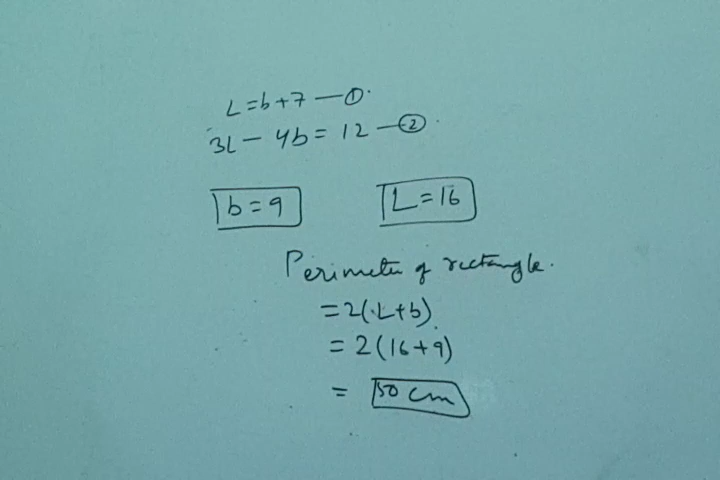 L=b+7 —①.
3L - 4b = 12 —②.
b=9 L=16
Perimeter of rectangle.
=2(L+b)
= 2(16+9)
= 50 cm